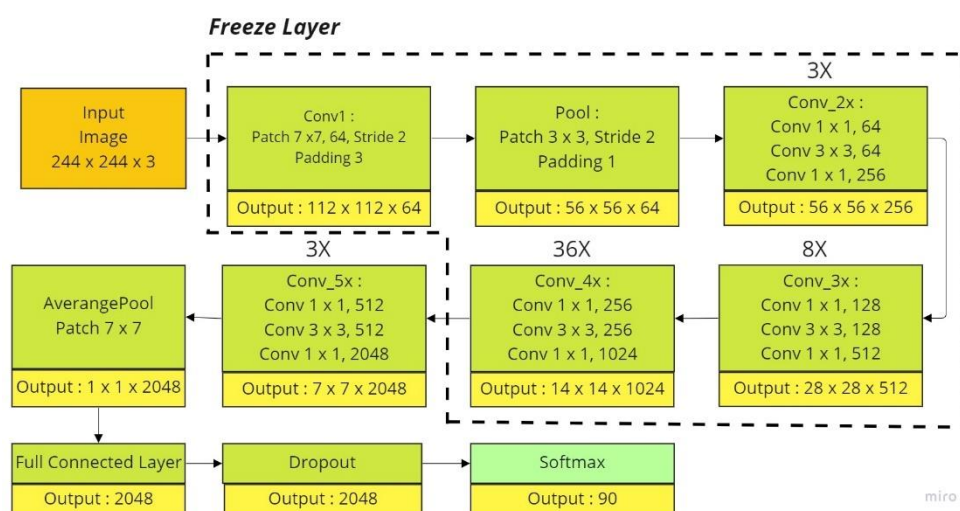 Freeze Layer
Input
Image
244 x 244 x 3
Conv1 :
Patch 7 x7, 64, Stride 2
Padding 3
Output : 112 x 112 x 64
Pool :
Patch 3 x 3, Stride 2
Padding 1
Output : 56 x 56 x 64
3X
Conv_2x :
Conv 1 x 1, 64
Conv 3 x 3, 64
Conv 1 x 1, 256
Output : 56 x 56 x 256
8X
Conv_3x :
Conv 1 x 1, 128
Conv 3 x 3, 128
Conv 1 x 1, 512
Output : 28 x 28 x 512
36X
Conv_4x :
Conv 1 x 1, 256
Conv 3 x 3, 256
Conv 1 x 1, 1024
Output : 14 x 14 x 1024
3X
Conv_5x :
Conv 1 x 1, 512
Conv 3 x 3, 512
Conv 1 x 1, 2048
Output : 7 x 7 x 2048
AverangePool
Patch 7 x 7
Output : 1 x 1 x 2048
Full Connected Layer
Output : 2048
Dropout
Output : 2048
Softmax
Output : 90
miro